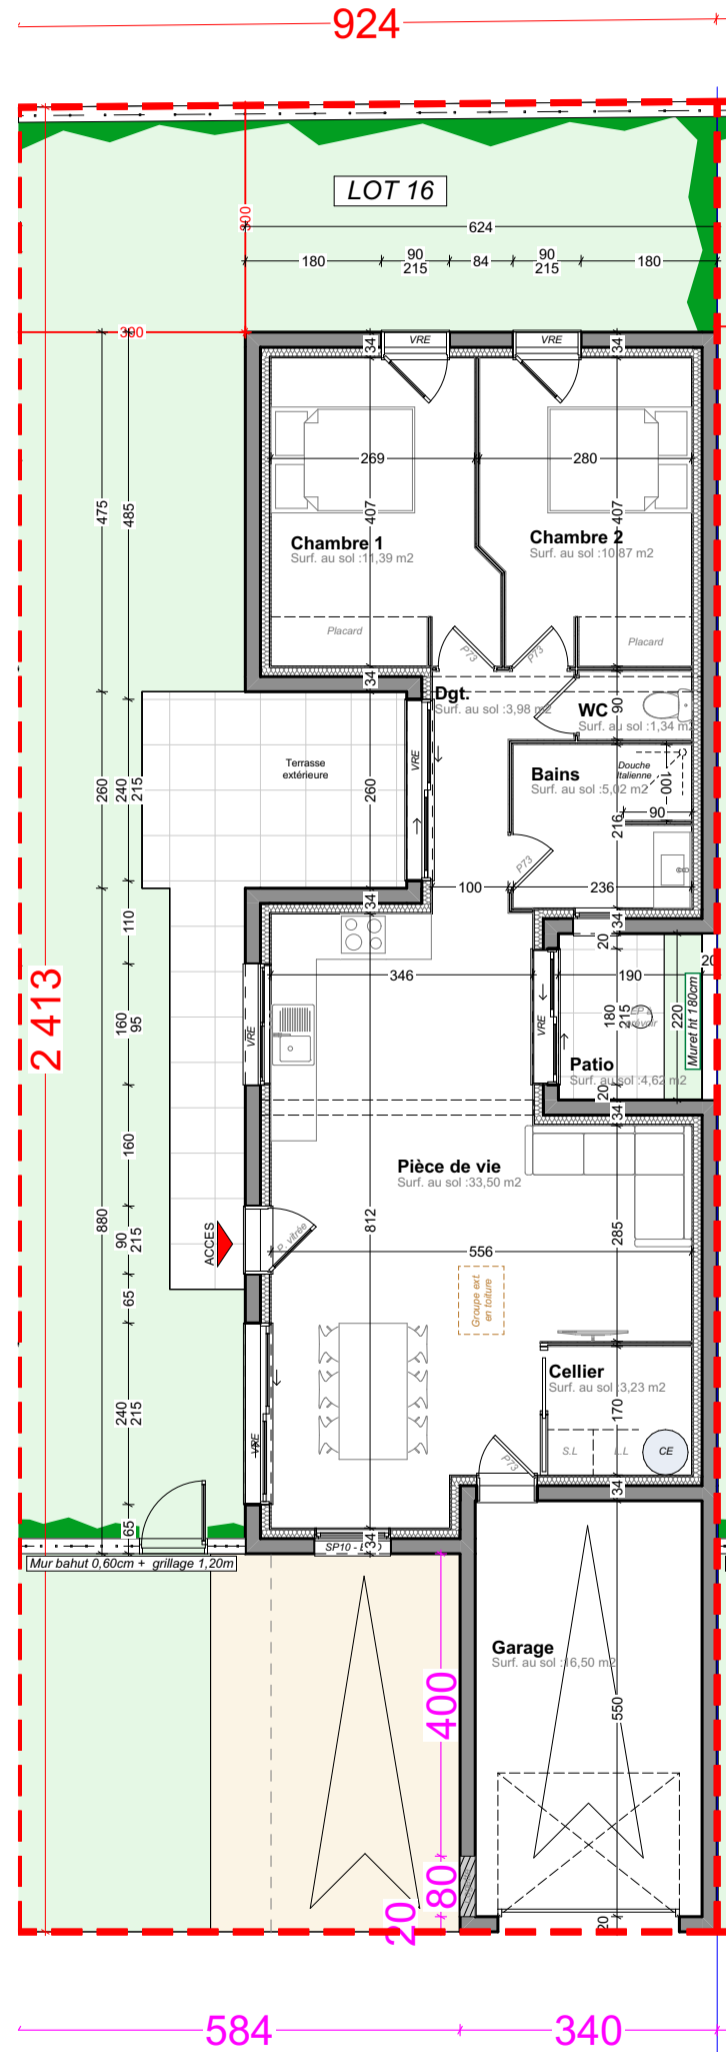 924
LOT 16
300
624
180
90
215
84
90
215
180
390
34
VRE
VRE
34
475
485
269
280
407
407
Chambre 1
Surf. au sol :11,39 m2
Chambre 2
Surf. au sol :10,87 m2
Placard
P73
P73
Placard
34
Dgt.
Surf. au sol :3,98 m2
WC
Surf. au sol :1,34 m2
90
Terrasse
extérieure
VRE
260
240
215
260
Bains
Surf. au sol :5,02 m2
Douche
Italienne
100
90
216
P73
100
236
34
34
110
20
346
190
20
2 413
160
95
VRE
VRE
180
215
220
Muret ht 180cm
Patio
Surf. au sol :4,62 m2
20
34
160
Pièce de vie
Surf. au sol :33,50 m2
880
812
285
90
215
ACCES
P. vitrée
556
65
Groupe ext.
en toiture
Cellier
Surf. au sol :3,23 m2
170
240
215
VRE
S.L
L.L
CE
P73
34
65
34
SP10 -
Mur bahut 0,60cm + grillage 1,20m
Garage
Surf. au sol :16,50 m2
400
550
80
20
20
584
340